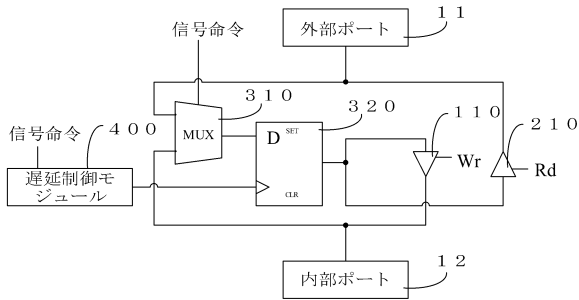 外部ポート
１１
信号命令
３１０
３２０
１１０
２１０
信号命令
４００
MUX
D
SET
CLR
Wr
Rd
遅延制御モ
ジュール
内部ポート
１２